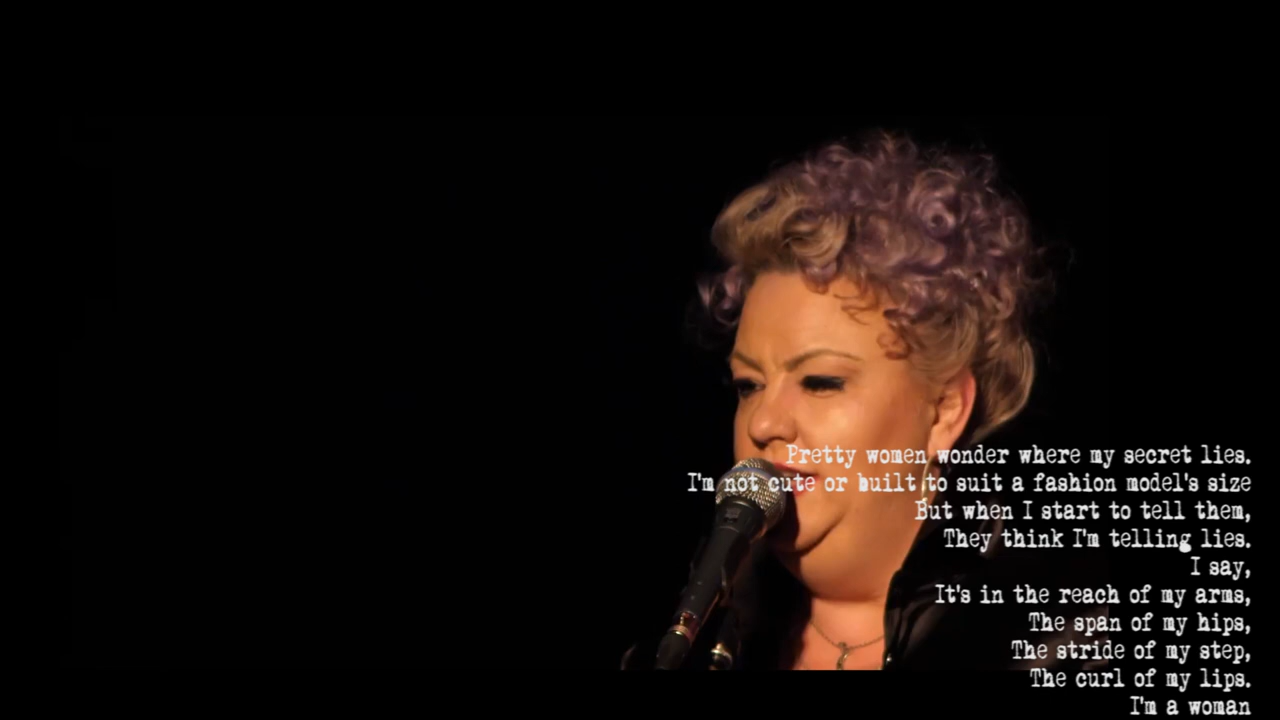 Pretty women wonder where my secret lies.
I'm not cute or built to suit a fashion model's size
But when I start to tell them,
They think I'm telling lies.
I say,
It's in the reach of my arms,
The span of my hips,
The stride of my step,
The curl of my lips.
I'm a woman